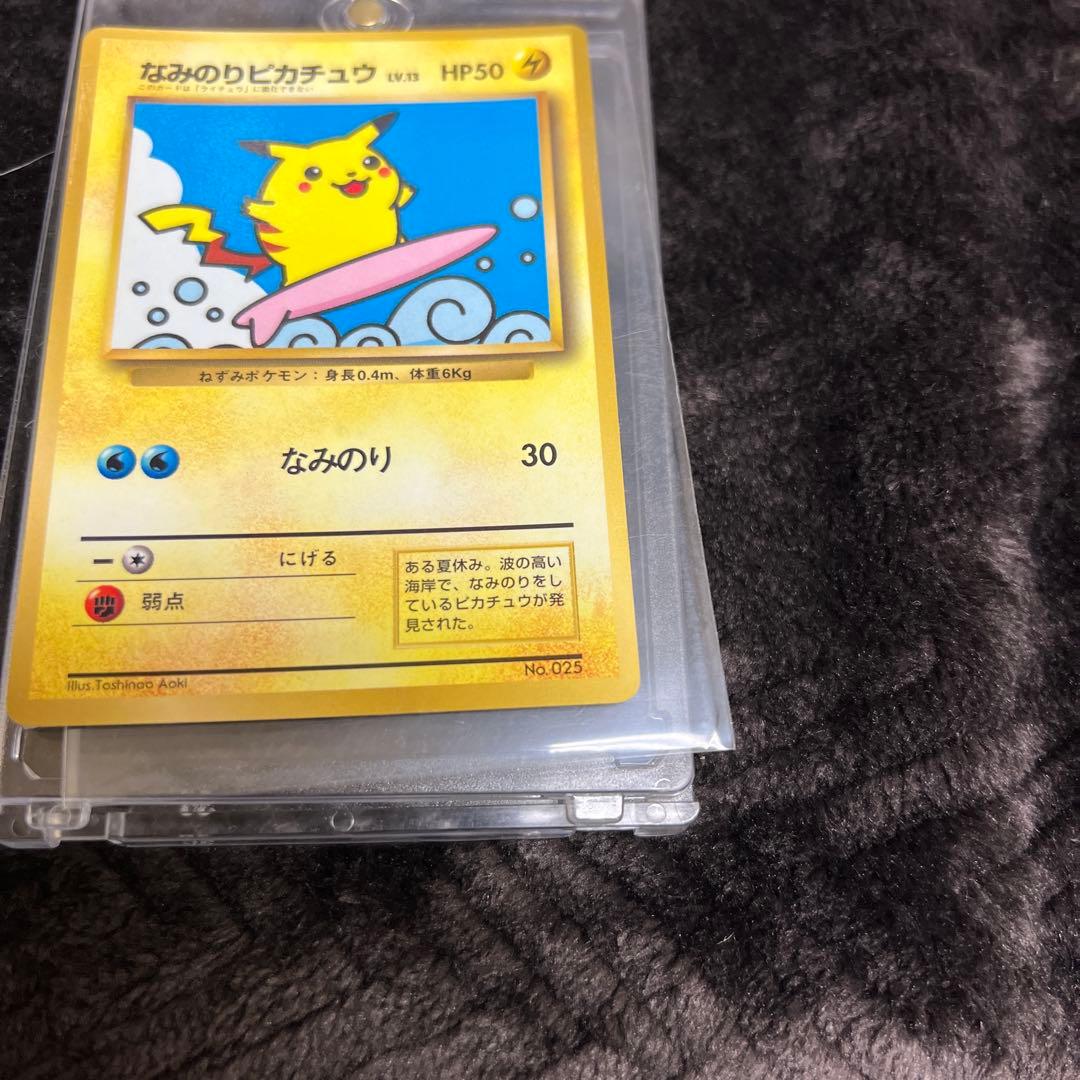 なみのりピカチュウ LV.13 HP50
このカードは「ライチュウ」に進化できない
ねずみポケモン：身長0.4m、体重6Kg
なみのり 30
にげる
弱点
ある夏休み。波の高い
海岸で、なみのりをし
ているピカチュウが発
見された。
No.025
Illus.Toshinao Aoki